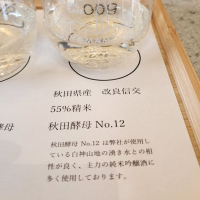 009
秋田県産 改良信交
55%精米
秋田酵母 No.12
秋田酵母 No.12 は弊社が使用し
ている白神山地の湧き水との相
性が良く、主力の純米吟醸酒に
多く使用しております。
酵母